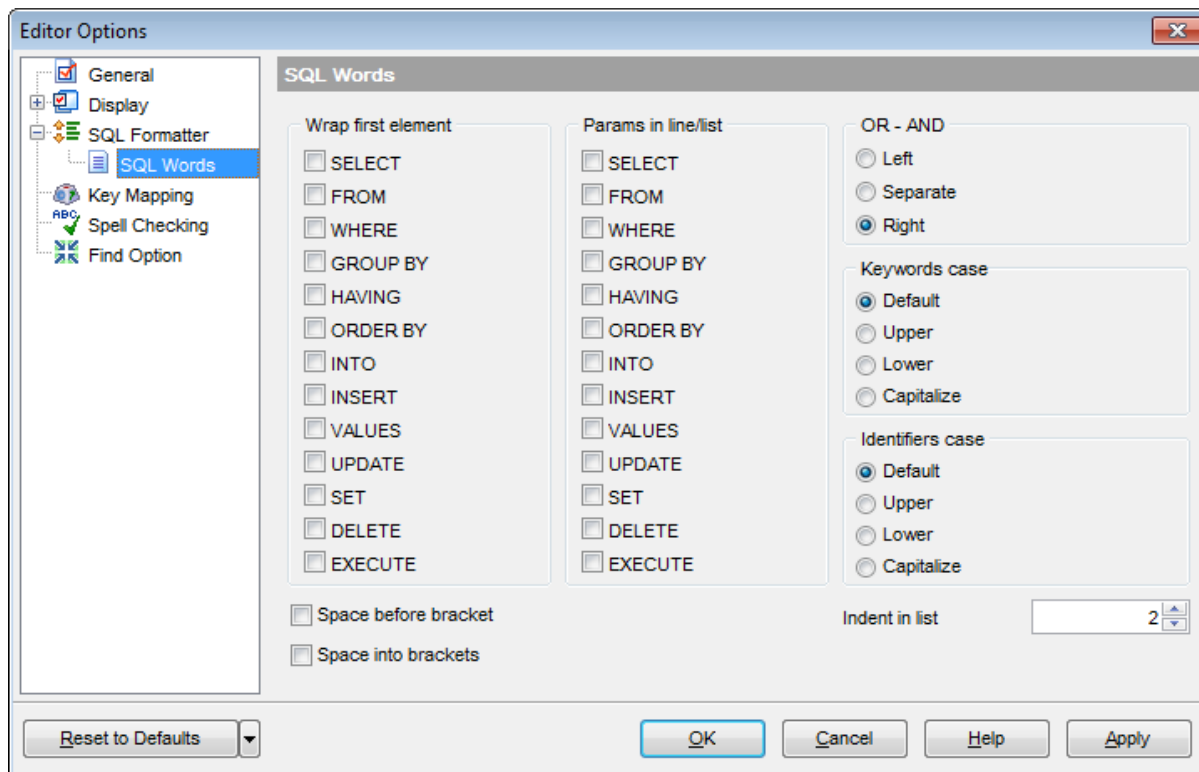 Editor Options
General
Display
SQL Formatter
SQL Words
Key Mapping
ABC
Spell Checking
Find Option
SQL Words
Wrap first element
SELECT
FROM
WHERE
GROUP BY
HAVING
ORDER BY
INTO
INSERT
VALUES
UPDATE
SET
DELETE
EXECUTE
Params in line/list
SELECT
FROM
WHERE
GROUP BY
HAVING
ORDER BY
INTO
INSERT
VALUES
UPDATE
SET
DELETE
EXECUTE
OR - AND
Left
Separate
Right
Keywords case
Default
Upper
Lower
Capitalize
Identifiers case
Default
Upper
Lower
Capitalize
Space before bracket
Space into brackets
Indent in list 2
Reset to Defaults OK Cancel Help Apply